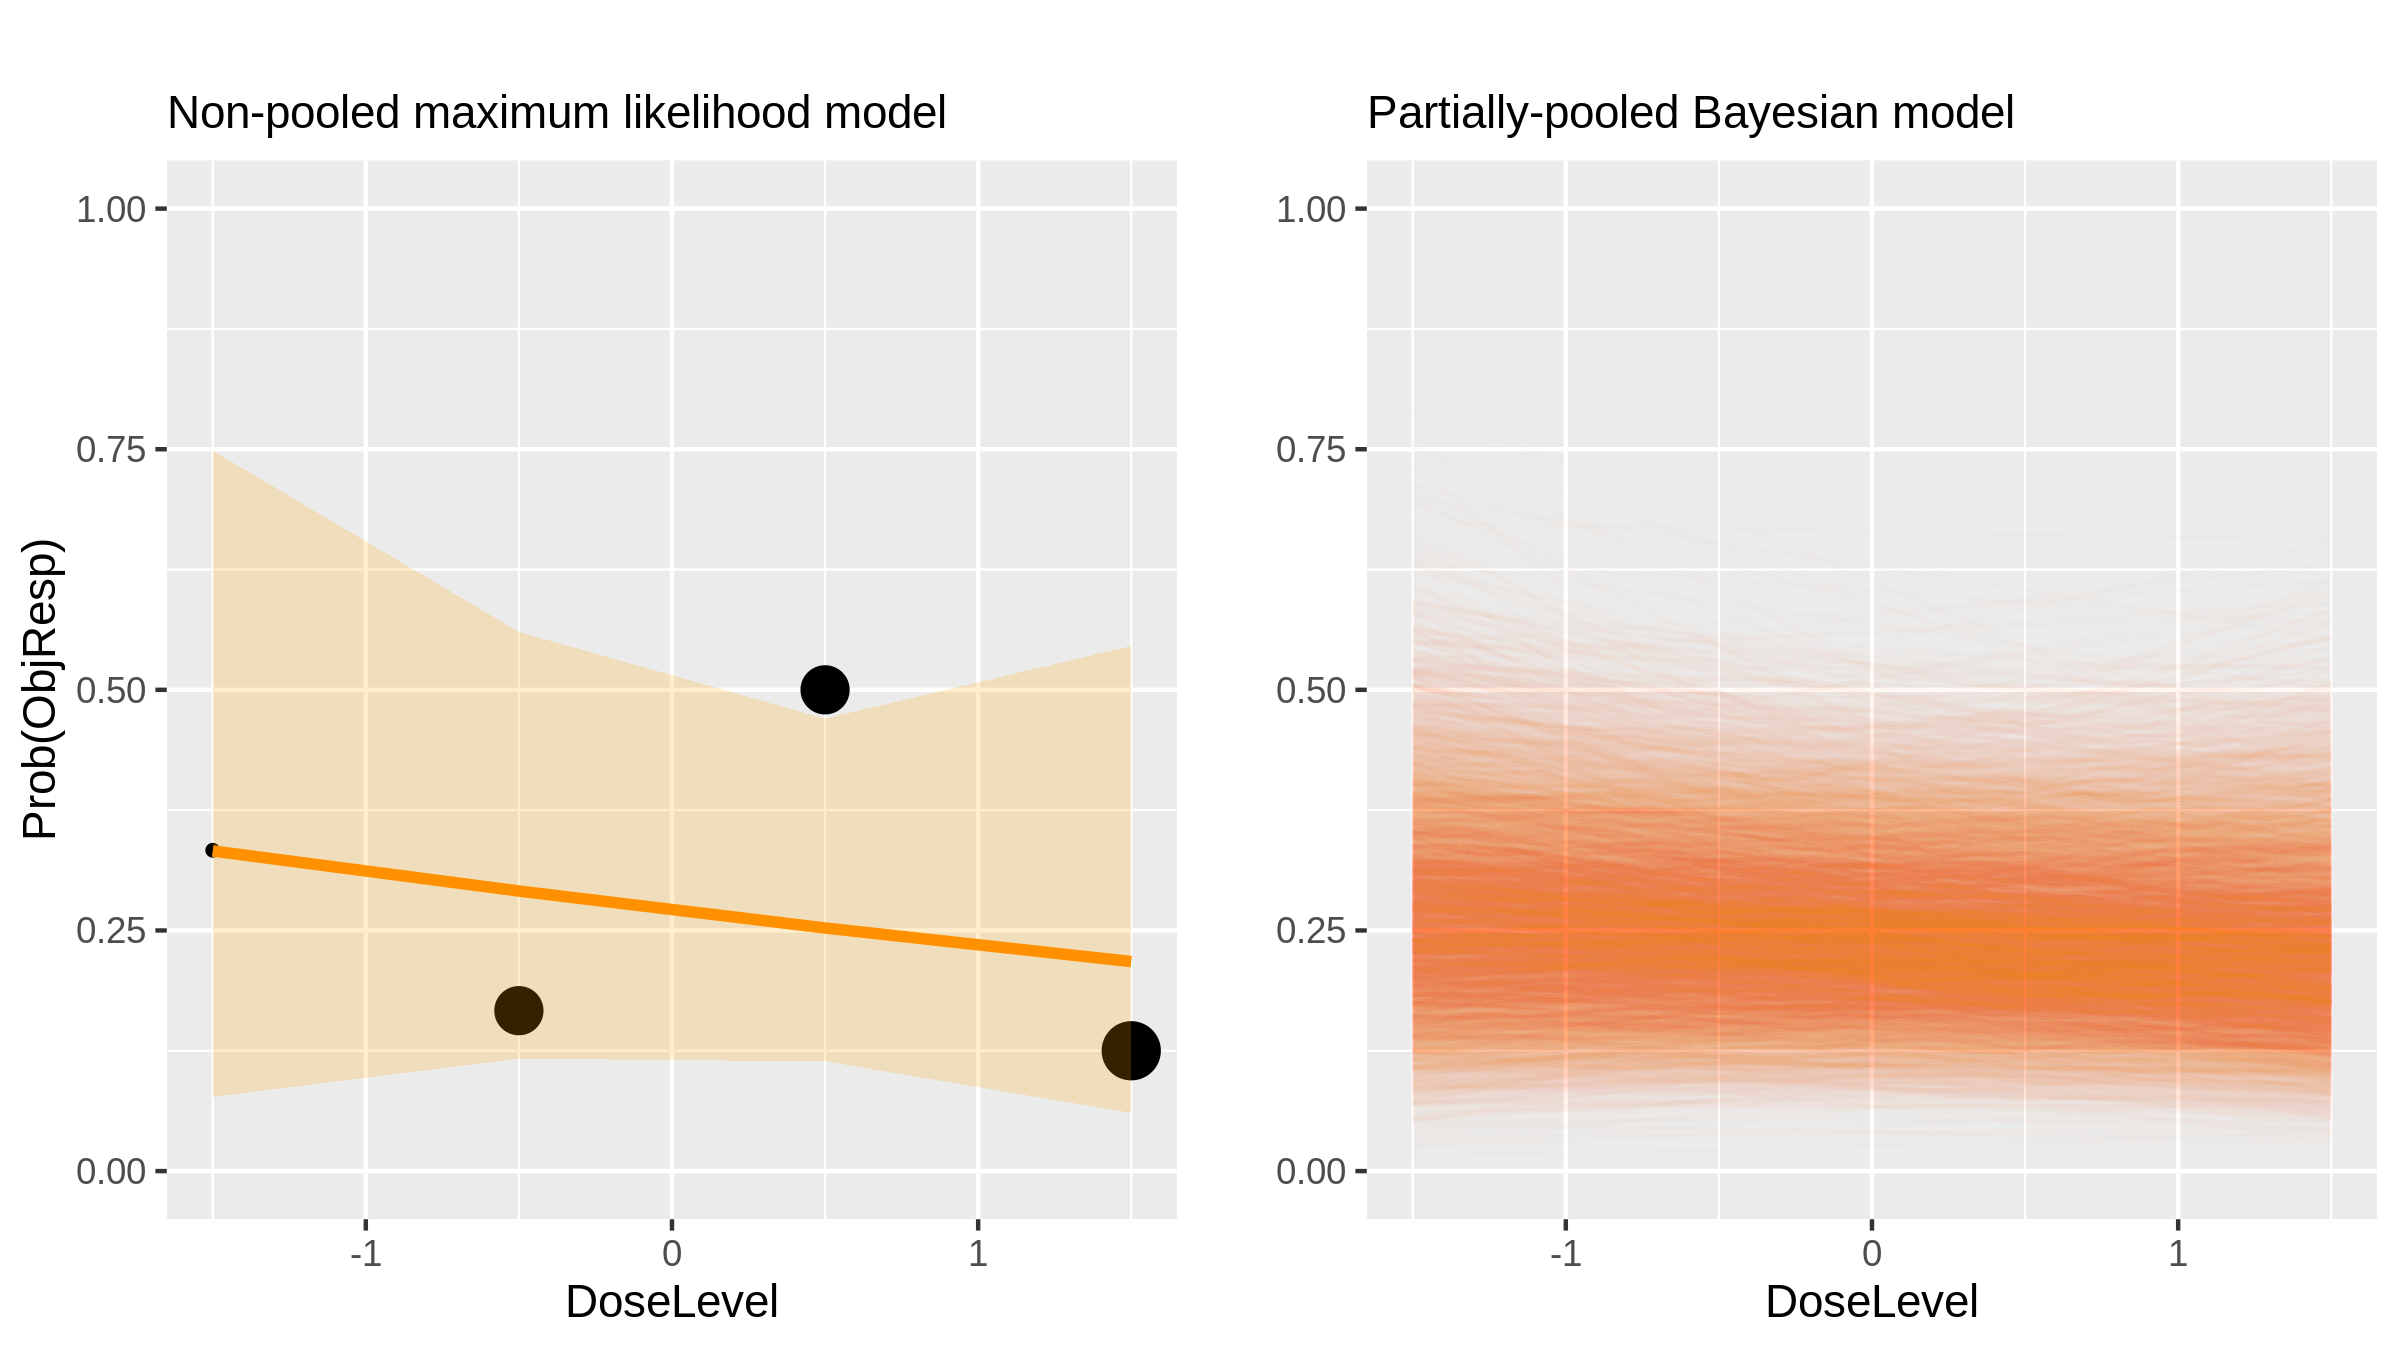 Non-pooled maximum likelihood model
Prob(ObjResp)
1.00
0.75
0.50
0.25
0.00
-1 0 1
DoseLevel
Partially-pooled Bayesian model
1.00
0.75
0.50
0.25
0.00
-1 0 1
DoseLevel